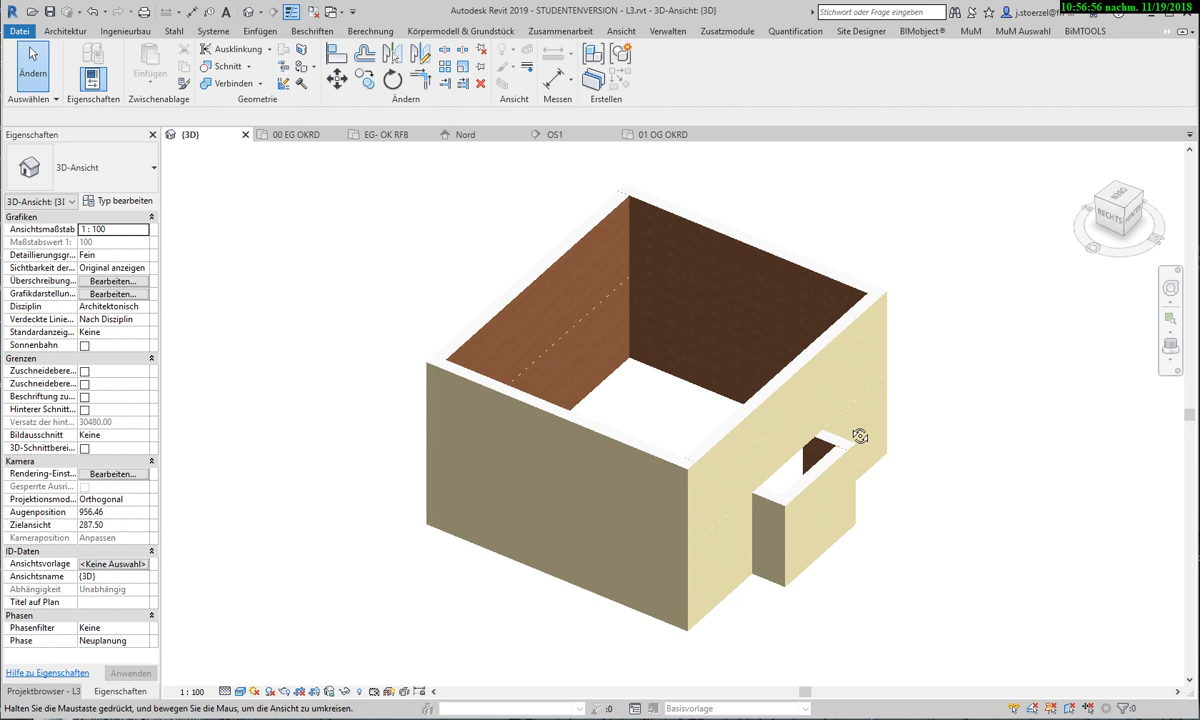 Autodesk Revit 2019 - STUDENTENVERSION - L3.rvt - 3D-Ansicht: {3D}
Stichwort oder Frage eingeben
10:56:56 nachm. 11/19/2018
Datei Architektur Ingenieurbau Stahl Systeme Einfügen Beschriften Berechnung Körpermodell & Grundstück Zusammenarbeit Ansicht Verwalten Zusatzmodule Quantification Site Designer BIMobject® MuM MuM Auswahl BiMTOOLS
Ausklinkung
Schnitt
Verbinden
Ändern
Einfügen
Auswählen Eigenschaften Zwischenablage Geometrie Ändern Ansicht Messen Erstellen
Eigenschaften
{3D} 00 EG OKRD EG- OK RFB Nord OS1 01 OG OKRD
3D-Ansicht
3D-Ansicht: {3I Typ bearbeiten
Grafiken
Ansichtsmaßstab 1 : 100
Maßstabswert 1: 100
Detaillierungsgr... Fein
Sichtbarkeit der... Original anzeigen
Überschreibung... Bearbeiten...
Grafikdarstellun... Bearbeiten...
Disziplin Architektonisch
Verdeckte Linie... Nach Disziplin
Standardanzeig... Keine
Sonnenbahn
Grenzen
Zuschneidebere...
Zuschneidebere...
Beschriftung zu...
Hinterer Schnitt...
Versatz der hint... 30480.00
Bildausschnitt Keine
3D-Schnittberei...
Kamera
Rendering-Einst... Bearbeiten...
Gesperrte Ausri...
Projektionsmod... Orthogonal
Augenposition 956.46
Zielansicht 287.50
Kameraposition Anpassen
ID-Daten
Ansichtsvorlage <Keine Auswahl>
Ansichtsname {3D}
Abhängigkeit Unabhängig
Titel auf Plan
Phasen
Phasenfilter Keine
Phase Neuplanung
Hilfe zu Eigenschaften Anwenden
Projektbrowser - L3 Eigenschaften
1 : 100
OBEN
RECHTS
Halten Sie die Maustaste gedrückt, und bewegen Sie die Maus, um die Ansicht zu umkreisen.
:0 Basisvorlage :0